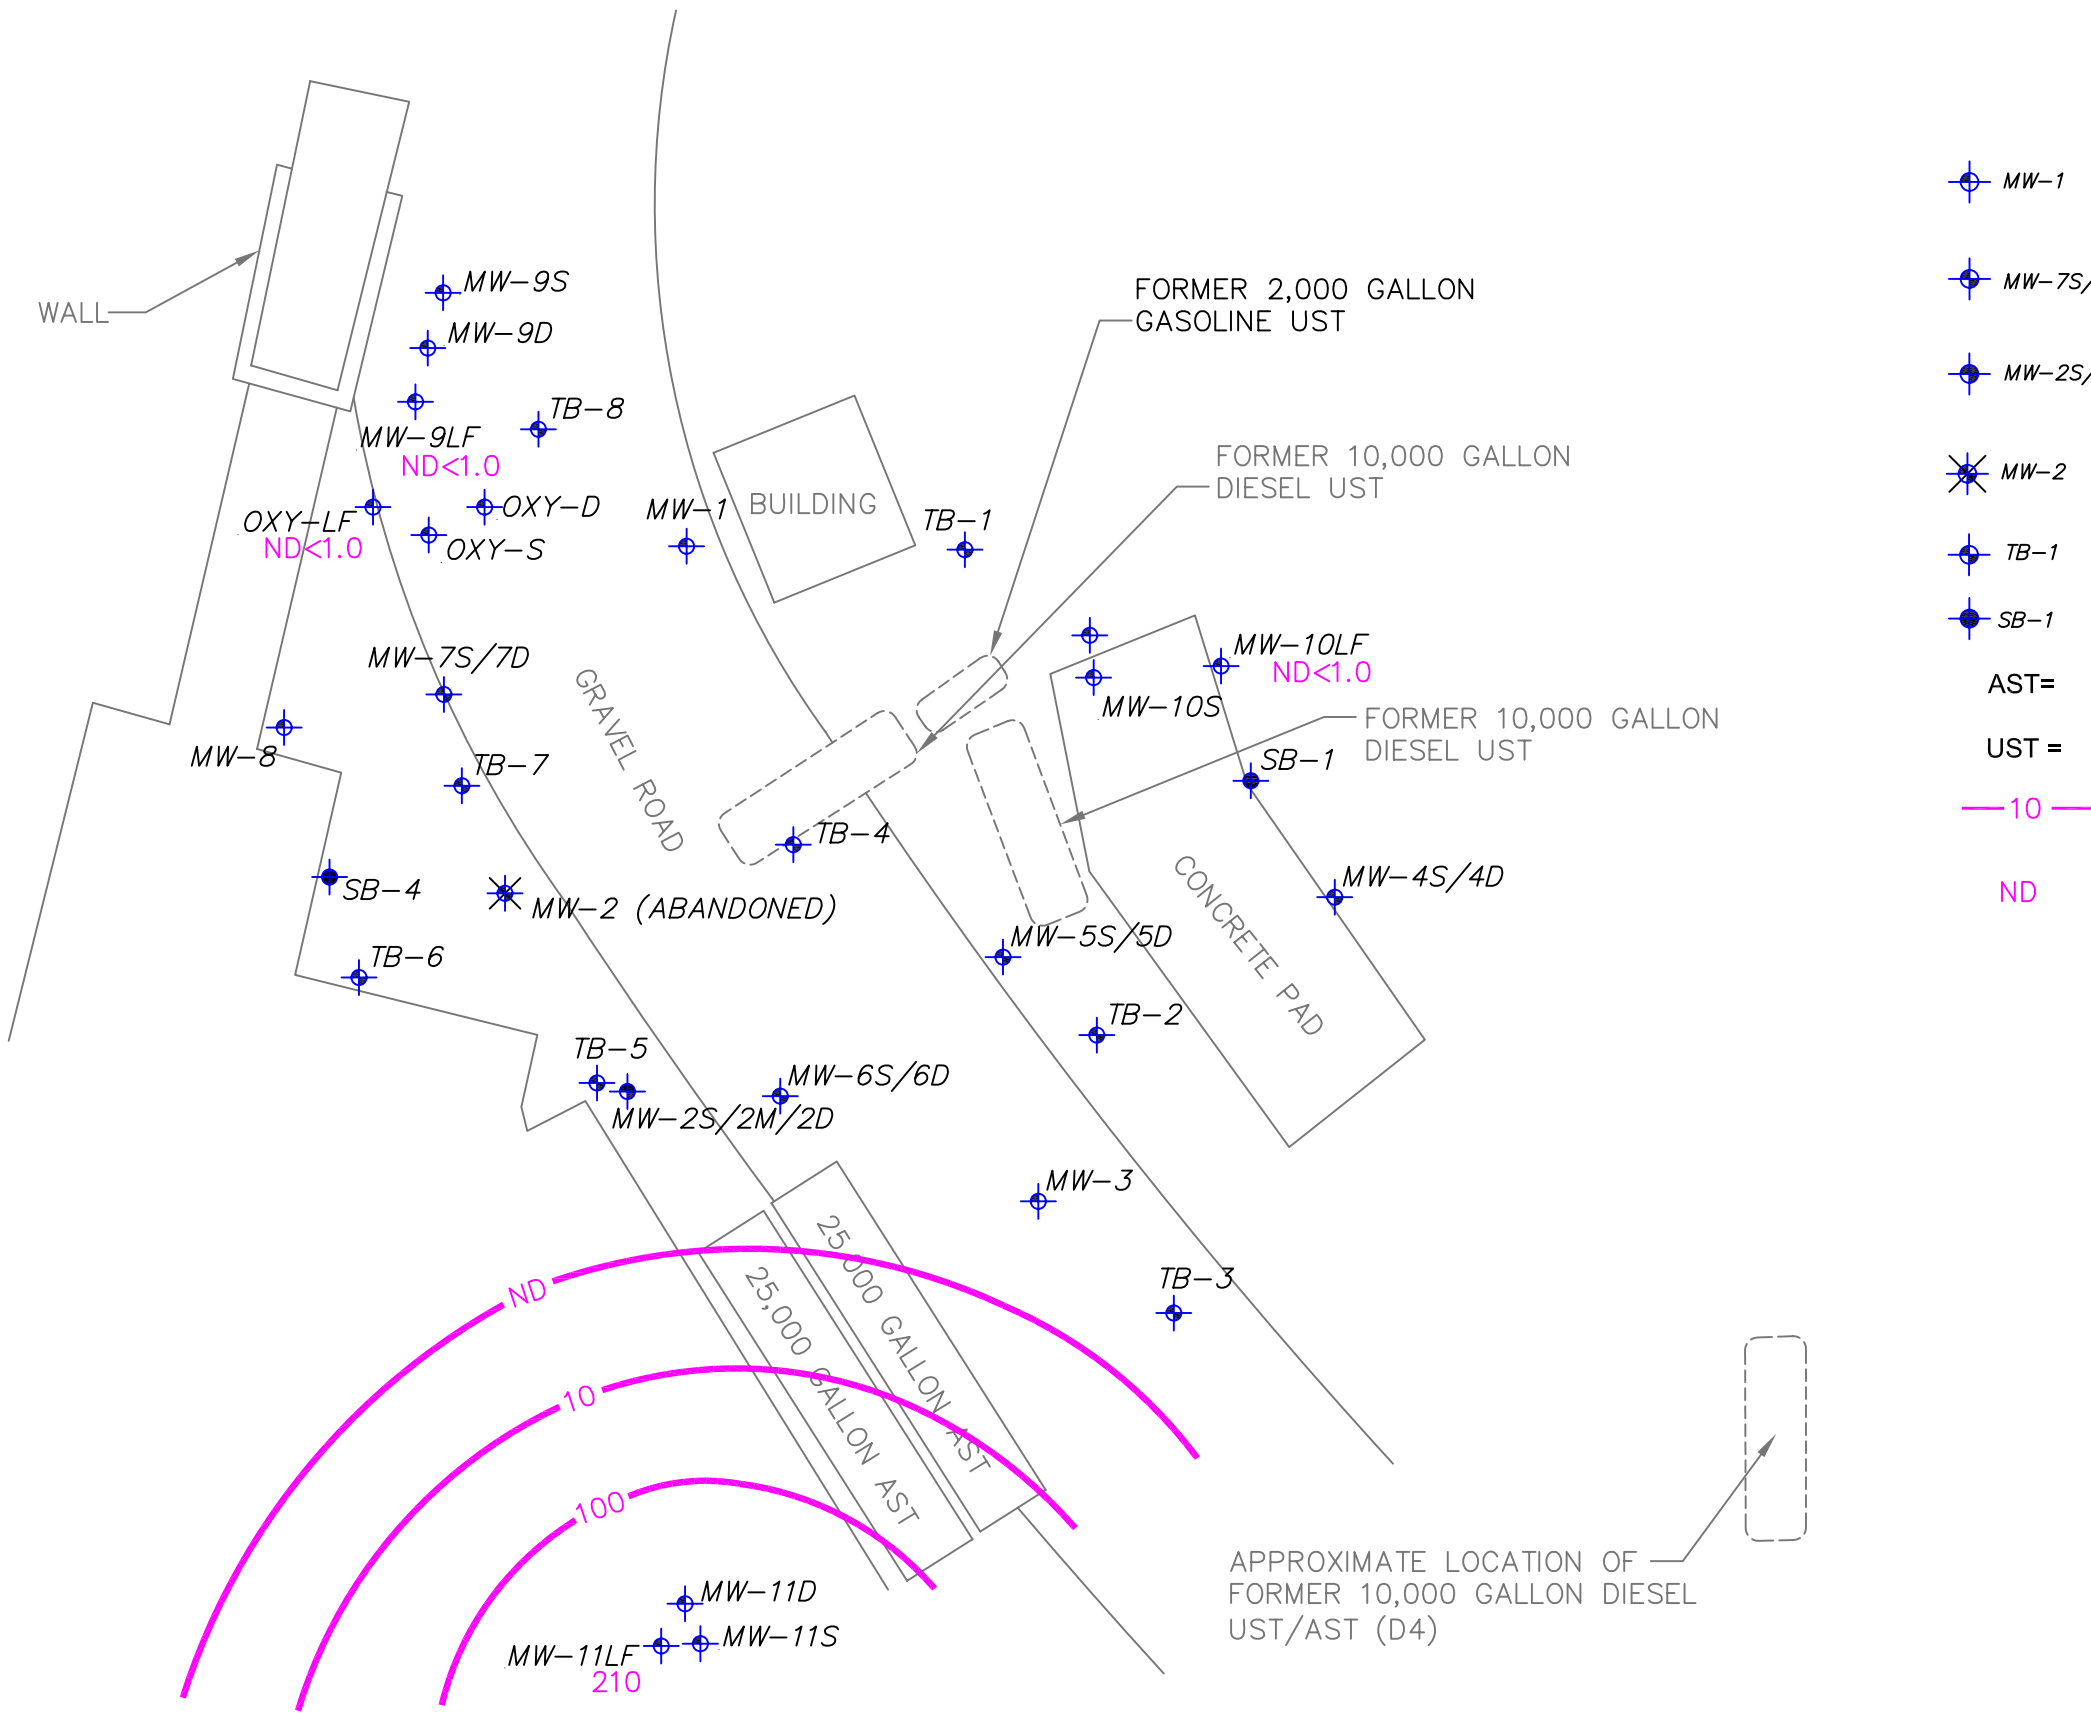 MW-1
MW-7S/
WALL
MW-9S
MW-9D
FORMER 2,000 GALLON
GASOLINE UST
MW-2S/
TB-8
MW-9LF
ND<1.0
FORMER 10,000 GALLON
DIESEL UST
MW-2
OXY-LF
ND<1.0
OXY-D
OXY-S
MW-1
BUILDING
TB-1
TB-1
SB-1
MW-7S/7D
GRAVEL ROAD
MW-10LF
ND<1.0
MW-10S
AST=
FORMER 10,000 GALLON
DIESEL UST
UST =
MW-8
TB-7
SB-1
10
TB-4
SB-4
MW-2 (ABANDONED)
CONCRETE PAD
MW-4S/4D
ND
TB-6
MW-5S/5D
TB-2
TB-5
MW-2S/2M/2D
MW-6S/6D
MW-3
TB-3
25,000 GALLON AST
25,000 GALLON AST
ND
10
100
MW-11D
MW-11S
MW-11LF
210
APPROXIMATE LOCATION OF
FORMER 10,000 GALLON DIESEL
UST/AST (D4)